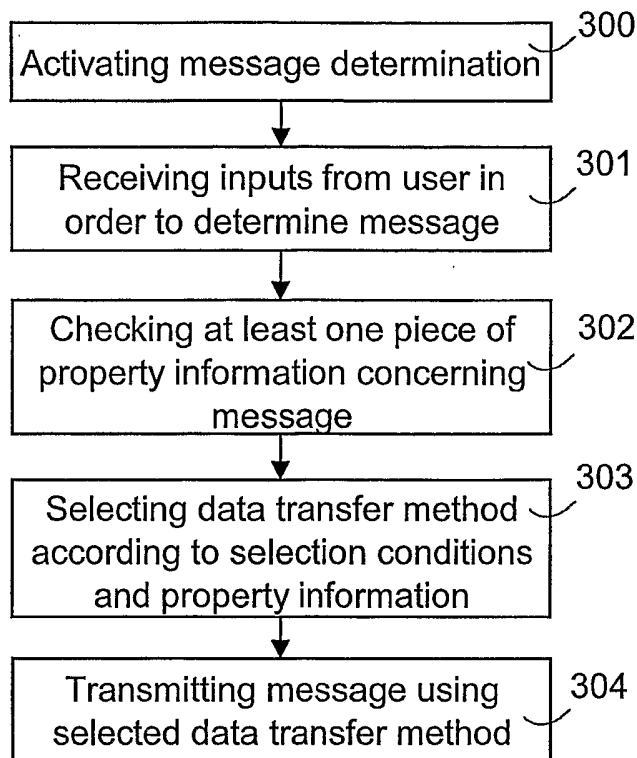 300
Activating message determination
301
Receiving inputs from user in
order to determine message
302
Checking at least one piece of
property information concerning
message
303
Selecting data transfer method
according to selection conditions
and property information
304
Transmitting message using
selected data transfer method